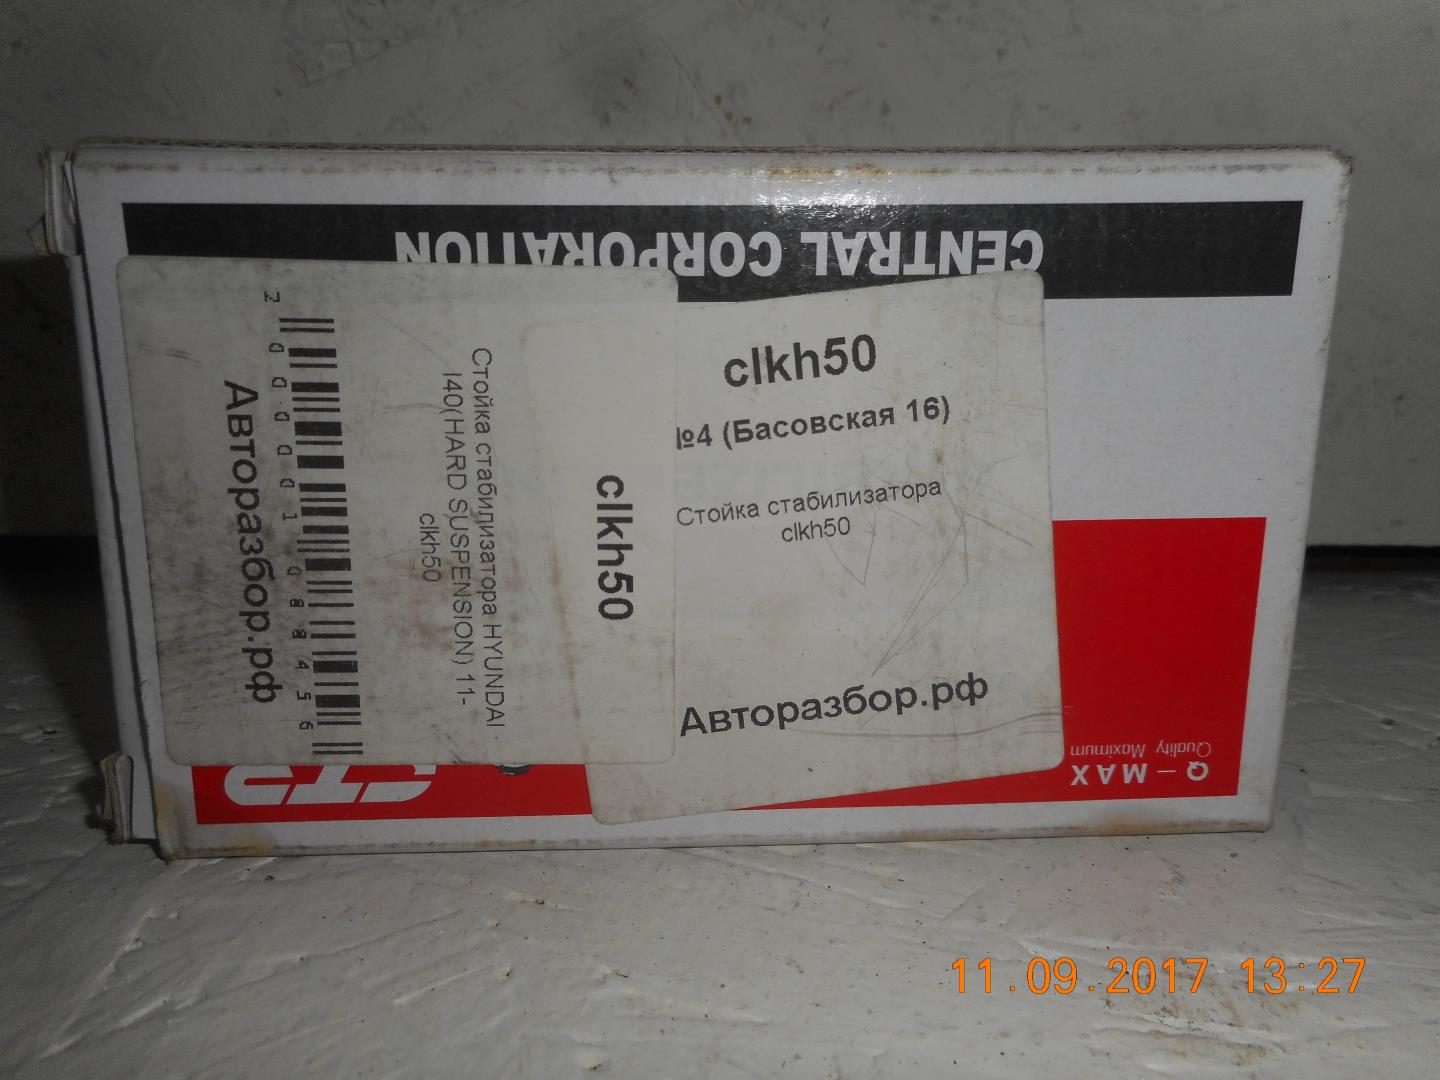 CENTRAL CORPORATION
clkh50
№4 (Басовская 16)
Стойка стабилизатора
clkh50
Авторазбор.рф
clkh50
Стойка стабилизатора HYUNDAI
I40(HARD SUSPENSION) 11-
clkh50
Авторазбор.рф
CTR
Q-MAX
Quality Maximum
11.09.2017 13:27